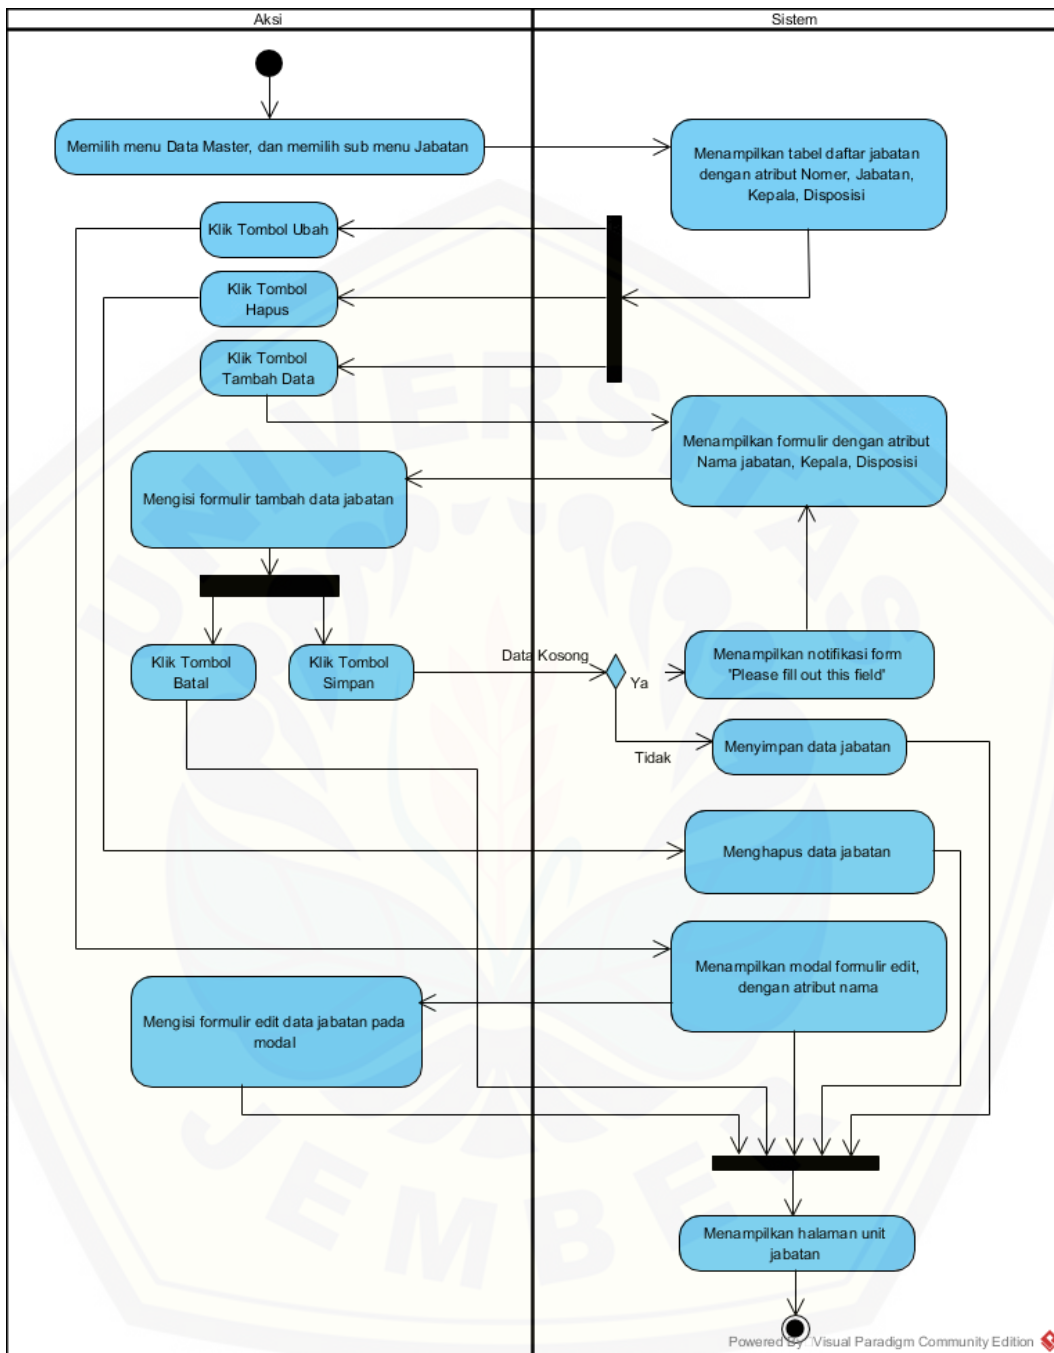 Aksi
Sistem
Memilih menu Data Master, dan memilih sub menu Jabatan
Menampilkan tabel daftar jabatan
dengan atribut Nomer, Jabatan,
Kepala, Disposisi
Klik Tombol Ubah
Klik Tombol
Hapus
Klik Tombol
Tambah Data
Menampilkan formulir dengan atribut
Nama jabatan, Kepala, Disposisi
Mengisi formulir tambah data jabatan
Klik Tombol
Batal
Klik Tombol
Simpan
Data Kosong
Ya
Menampilkan notifikasi form
'Please fill out this field'
Tidak
Menyimpan data jabatan
Menghapus data jabatan
Menampilkan modal formulir edit,
dengan atribut nama
Mengisi formulir edit data jabatan pada
modal
Menampilkan halaman unit
jabatan
UNIVERSITAS
JEMBER
Powered By Visual Paradigm Community Edition